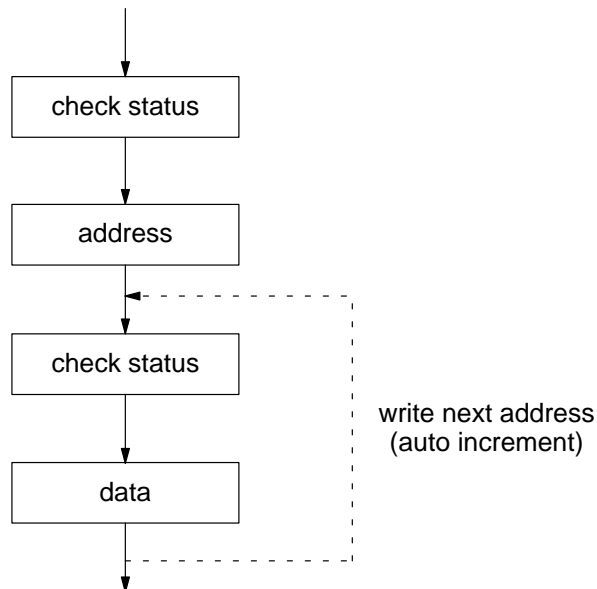 check status
address
check status
write next address
(auto increment)
data